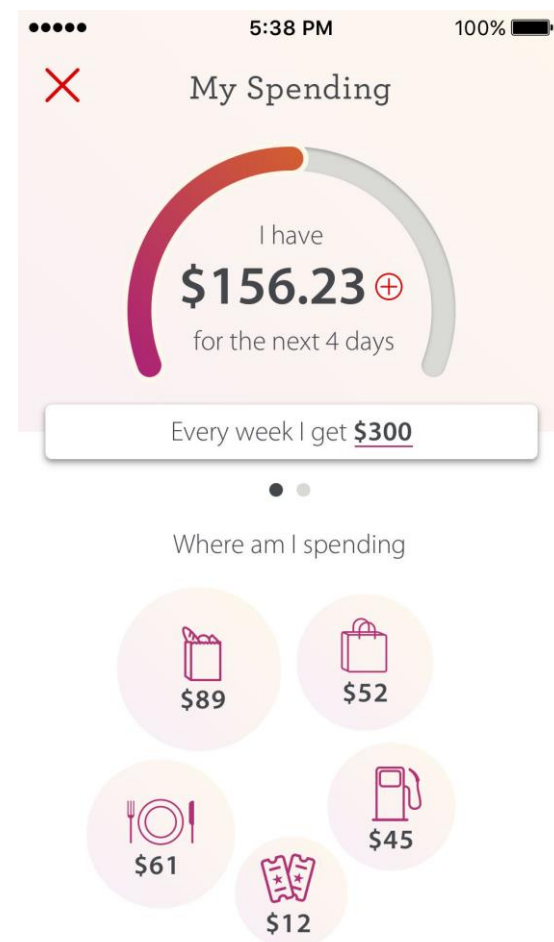 5:38 PM 100%
My Spending
I have
$156.23
for the next 4 days
Every week I get $300
Where am I spending
$89
$52
$61
$45
$12